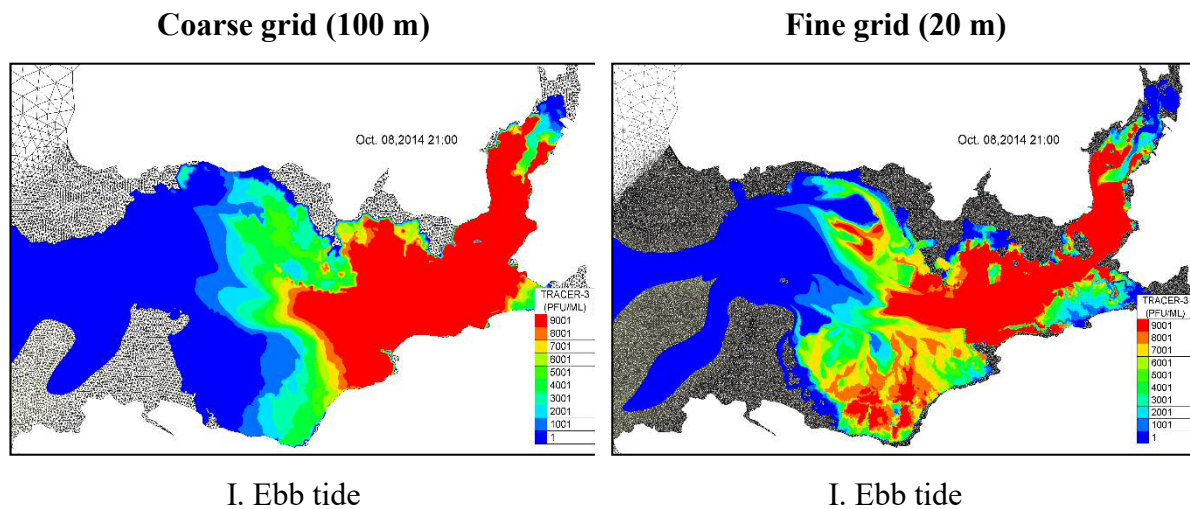 Coarse grid (100 m)
Fine grid (20 m)
Oct. 08,2014 21:00
TRACER-3
(PFU/ML)
9001
8001
7001
6001
5001
4001
3001
2001
1001
1
Oct. 08,2014 21:00
TRACER-3
(PFU/ML)
9001
8001
7001
6001
5001
4001
3001
2001
1001
1
I. Ebb tide
I. Ebb tide